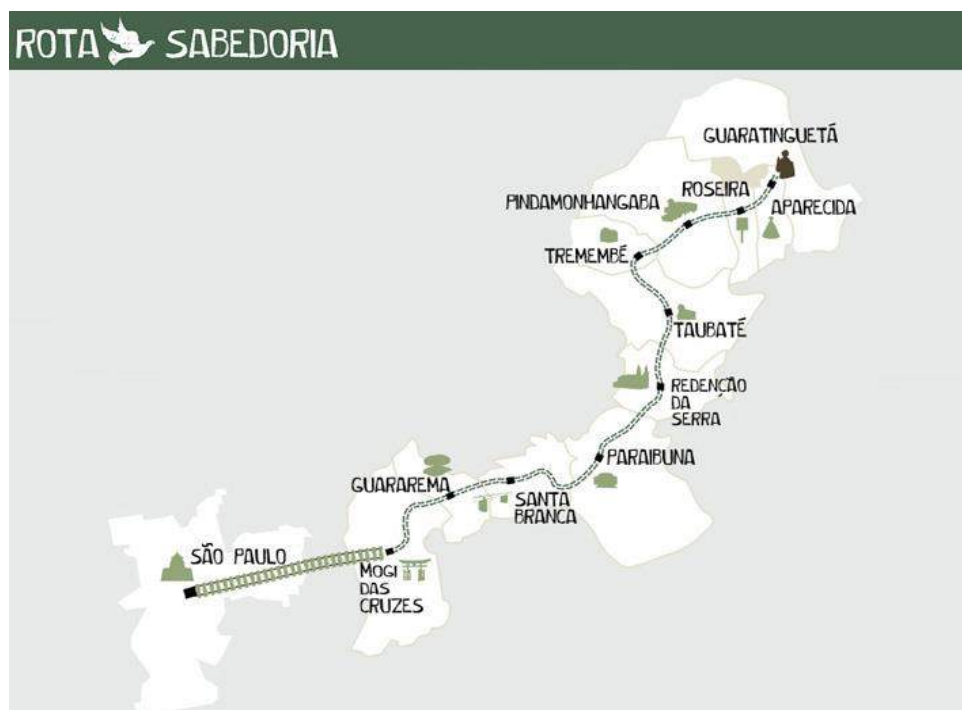 ROTA SABEDORIA
GUARATINGUETÁ
ROSEIRA
PINDAMONHANGABA
APARECIDA
TREMEMBÉ
TAUBATÉ
REDENÇÃO
DA
SERRA
PARAIBUNA
GUARAREMA
SANTA
BRANCA
SÃO PAULO
MOGI
DAS
CRUZES